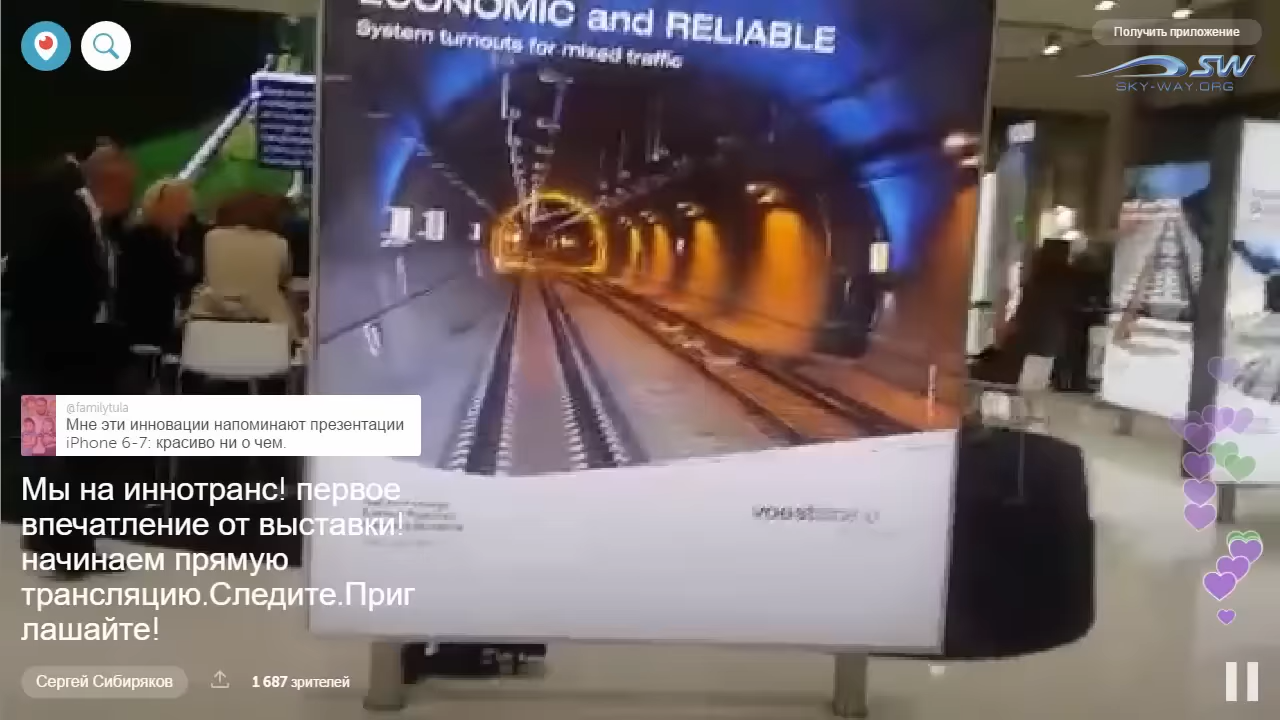 ECONOMIC and RELIABLE
System turnouts for mixed traffic
Получить приложение
SW
SKY-WAY.ORG
@familytula
Мне эти инновации напоминают презентации
iPhone 6-7: красиво ни о чем.
Мы на иннотранс! первое
впечатление от выставки!
начинаем прямую
трансляцию.Следите.Приг
лашайте!
Сергей Сибиряков
1 687 зрителей